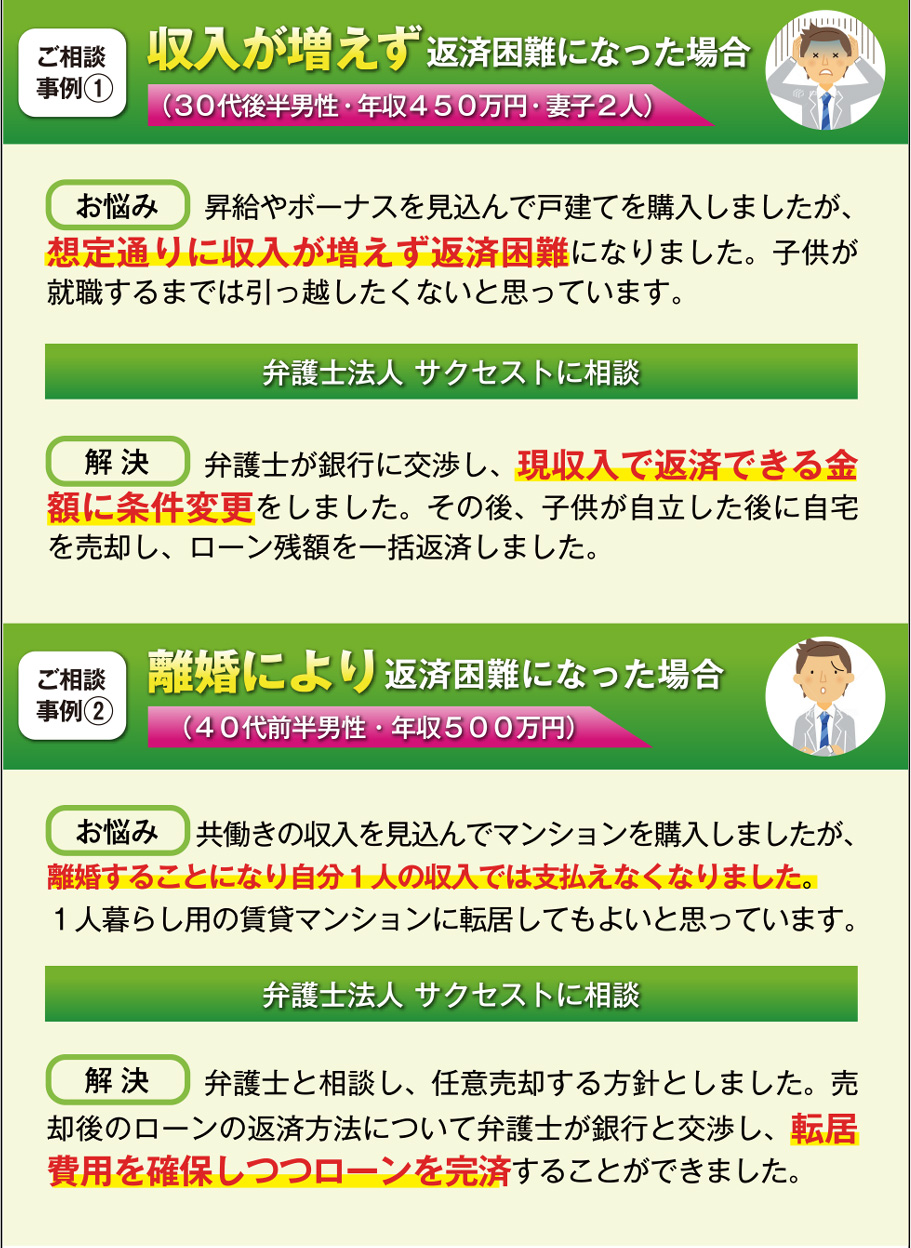 ご相談
事例①
収入が増えず返済困難になった場合
（３０代後半男性・年収４５０万円・妻子２人）
お悩み 昇給やボーナスを見込んで戸建てを購入しましたが、
想定通りに収入が増えず返済困難になりました。子供が
就職するまでは引っ越したくないと思っています。
弁護士法人 サクセストに相談
解決 弁護士が銀行に交渉し、現収入で返済できる金
額に条件変更をしました。その後、子供が自立した後に自宅
を売却し、ローン残額を一括返済しました。
ご相談
事例②
離婚により返済困難になった場合
（４０代前半男性・年収５００万円）
お悩み 共働きの収入を見込んでマンションを購入しましたが、
離婚することになり自分１人の収入では支払えなくなりました。
１人暮らし用の賃貸マンションに転居してもよいと思っています。
弁護士法人 サクセストに相談
解決 弁護士と相談し、任意売却する方針としました。売
却後のローンの返済方法について弁護士が銀行と交渉し、転居
費用を確保しつつローンを完済することができました。